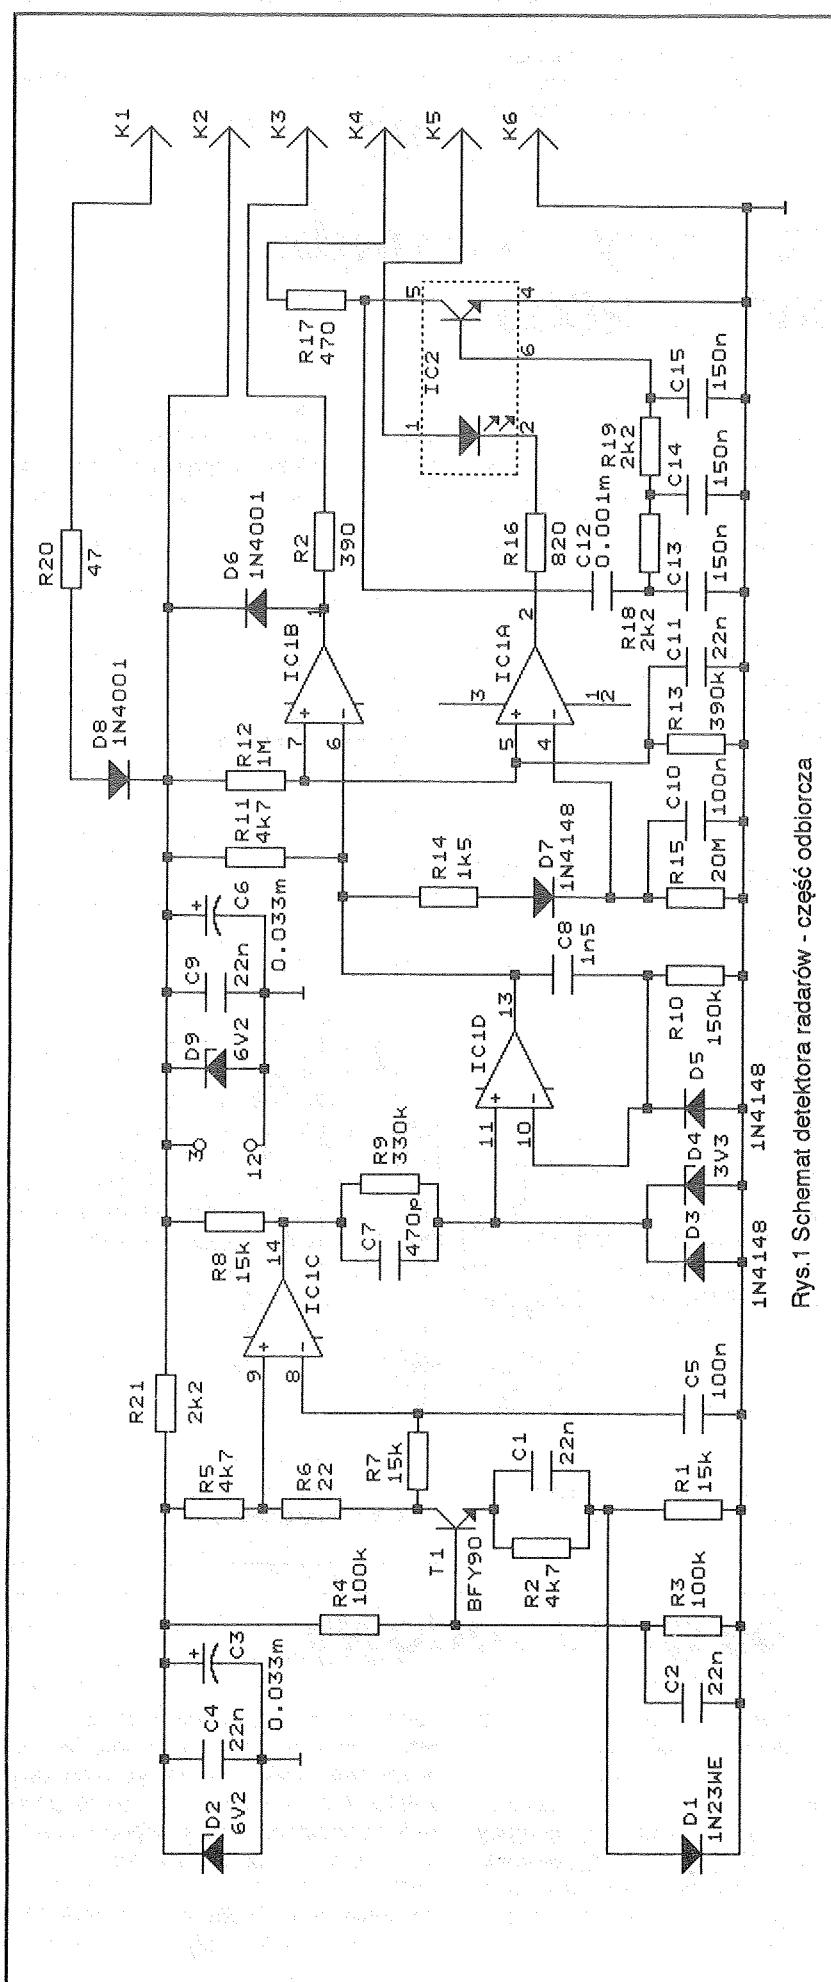 K1
K2
K3
K4
K5
K6
R20
47
D8
1N4001
D6
1N4001
R2
390
1
IC1B
7
6
+
-
R12
1M
R11
4k7
C6
0.033m
+
C9
22n
D9
6V2
3
12
R17
470
5
4
6
IC2
1
2
R16
820
C12
0.001m
2
IC1A
3
12
5
4
+
-
R19
2k2
R18
2k2
C15
150n
C14
150n
C13
150n
C11
22n
R13
390k
C10
100n
R15
20M
R14
1k5
D7
1N4148
C8
1n5
13
IC1D
11
10
+
-
R10
150k
D5
1N4148
D4
3V3
D3
1N4148
R9
330k
C7
470p
R8
15k
14
IC1C
9
8
+
-
R21
2k2
R5
4k7
R6
22
R7
15k
C5
100n
T1
BFY90
C1
22n
R2
4k7
R1
15k
R4
100k
R3
100k
C2
22n
C3
0.033m
+
C4
22n
D2
6V2
D1
1N23WE
Rys.1 Schemat detektora radarów - część odbiorcza